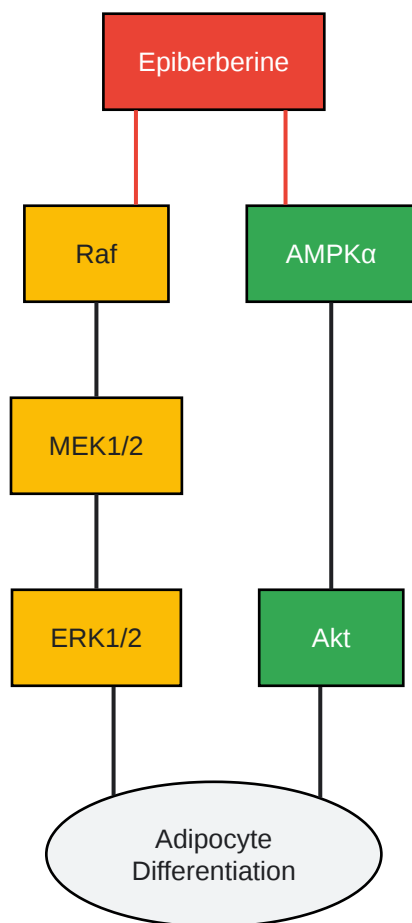 Epiberberine
Raf
AMPKα
MEK1/2
ERK1/2
Akt
Adipocyte
Differentiation